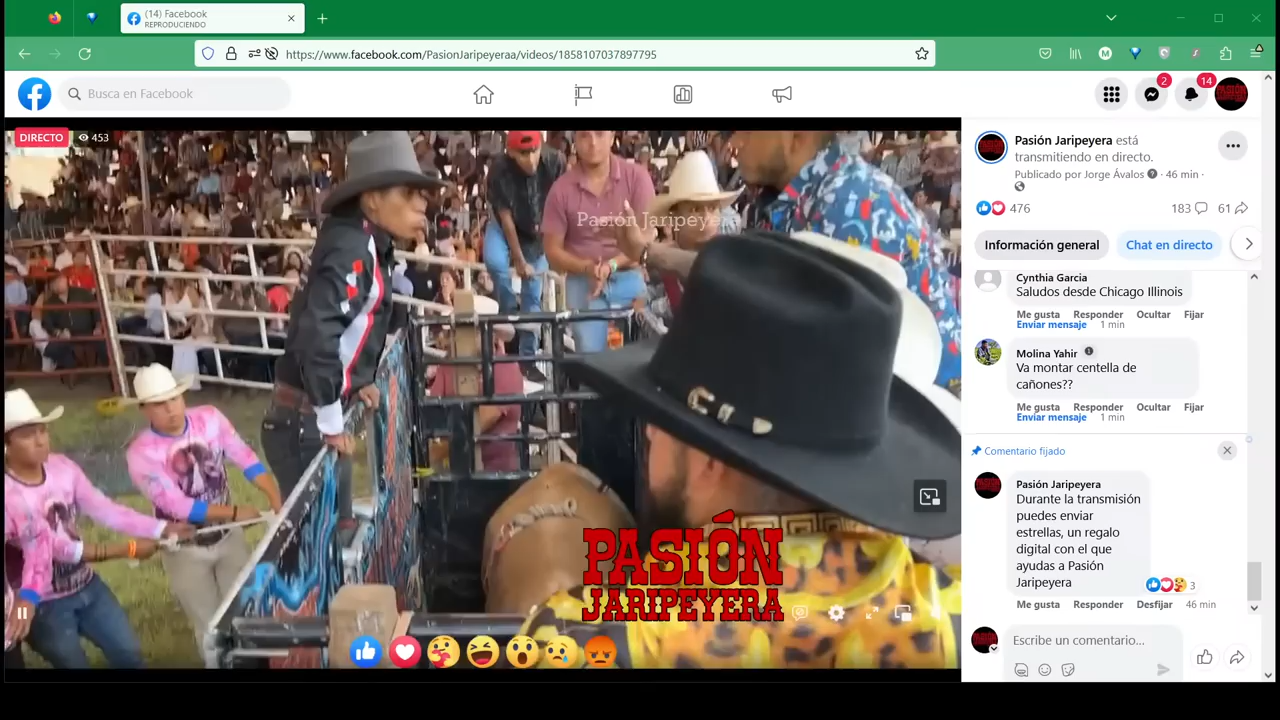 (14) Facebook
REPRODUCIENDO
https://www.facebook.com/PasionJaripeyeraa/videos/1858107037897795
M
Busca en Facebook
2
14
DIRECTO
453
Pasión Jaripeyera
PASIÓN
JARIPEYERA
Pasión Jaripeyera está
transmitiendo en directo.
Publicado por Jorge Ávalos · 46 min ·
476
183
61
Información general
Chat en directo
Cynthia Garcia
Saludos desde Chicago Illinois
Me gusta Responder Ocultar Fijar
Enviar mensaje 1 min
Molina Yahir
Va montar centella de
cañones??
Me gusta Responder Ocultar Fijar
Enviar mensaje 1 min
Comentario fijado
Pasión Jaripeyera
Durante la transmisión
puedes enviar
estrellas, un regalo
digital con el que
ayudas a Pasión
Jaripeyera
3
Me gusta Responder Desfijar 46 min
Escribe un comentario...